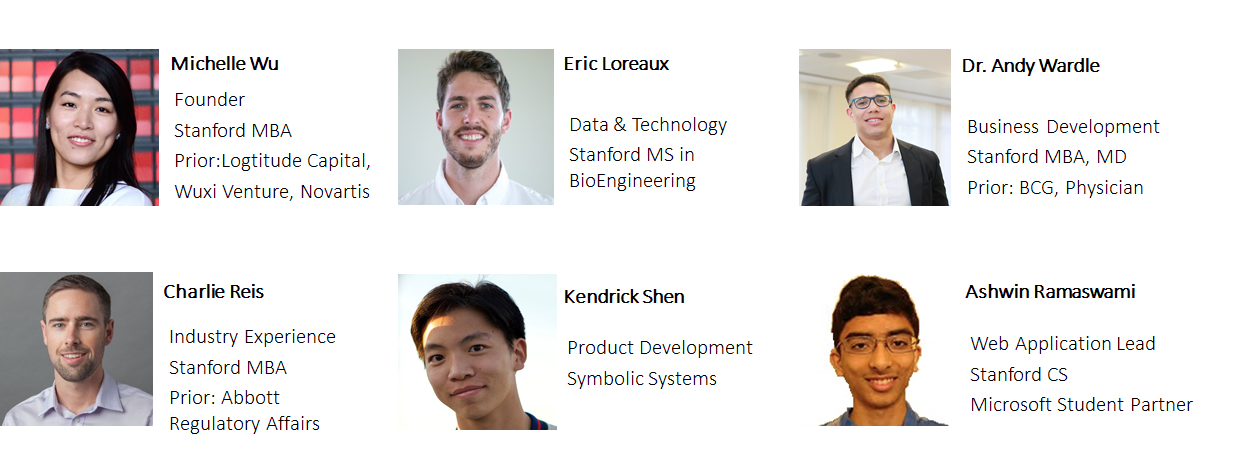 Michelle Wu
Founder
Stanford MBA
Prior:Logtitude Capital,
Wuxi Venture, Novartis
Eric Loreaux
Data & Technology
Stanford MS in
BioEngineering
Dr. Andy Wardle
Business Development
Stanford MBA, MD
Prior: BCG, Physician
Charlie Reis
Industry Experience
Stanford MBA
Prior: Abbott
Regulatory Affairs
Kendrick Shen
Product Development
Symbolic Systems
Ashwin Ramaswami
Web Application Lead
Stanford CS
Microsoft Student Partner